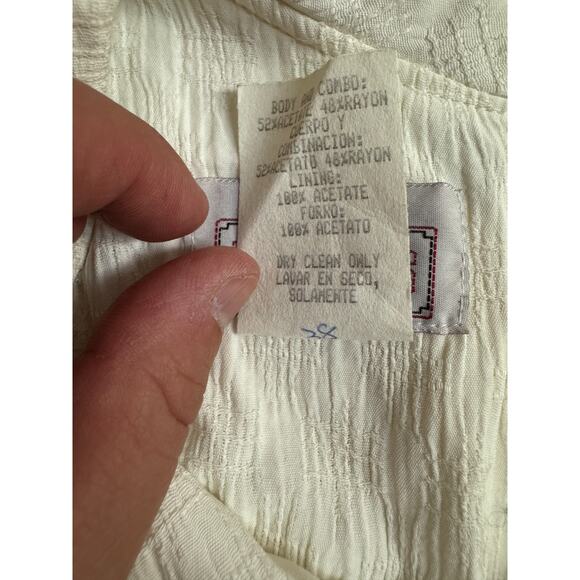 BODY AND COMBO:
52%ACETATE 48%RAYON
CUERPO Y
COMBINACION:
52%ACETATO 48%RAYON
LINING:
100% ACETATE
FORRO:
100% ACETATO
DRY CLEAN ONLY
LAVAR EN SECO,
SOLAMENTE